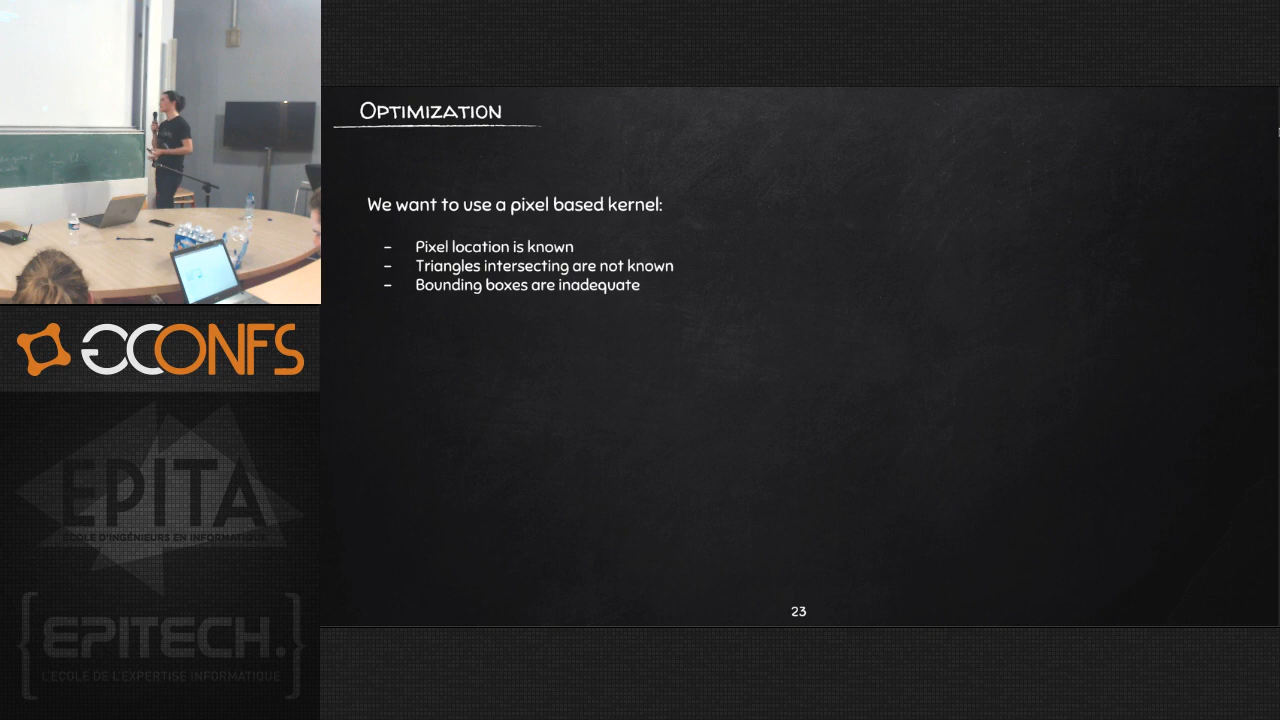 OPTIMIZATION
We want to use a pixel based kernel:
- Pixel location is known
- Triangles intersecting are not known
- Bounding boxes are inadequate
23
GCONFS
EPITA
ÉCOLE D'INGÉNIEURS EN INFORMATIQUE
{EPITECH.}
L'ECOLE DE L'EXPERTISE INFORMATIQUE